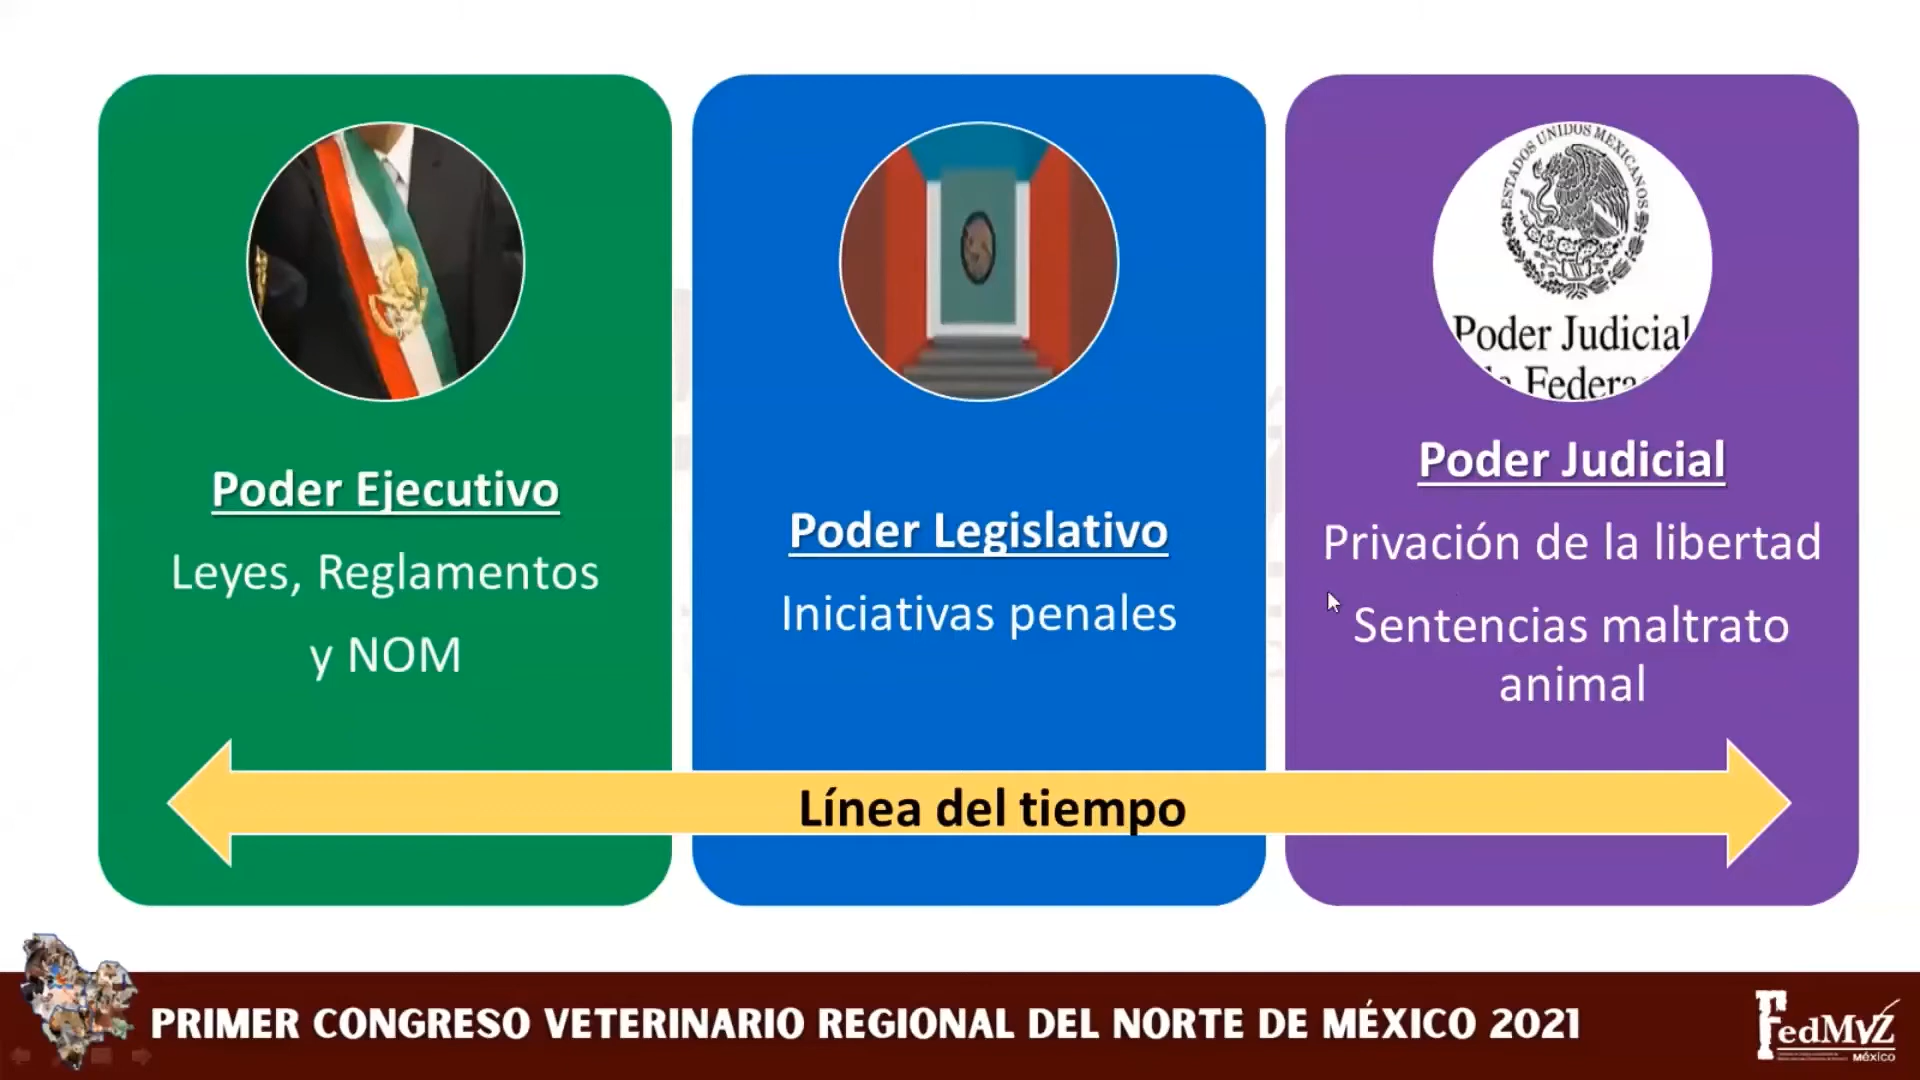 ESTADOS UNIDOS MEXICANOS
Poder Judicial
Poder Ejecutivo
Leyes, Reglamentos
y NOM
Poder Legislativo
Iniciativas penales
Poder Judicial
Privación de la libertad
Sentencias maltrato
animal
Línea del tiempo
PRIMER CONGRESO VETERINARIO REGIONAL DEL NORTE DE MÉXICO 2021
FedMVZ
México